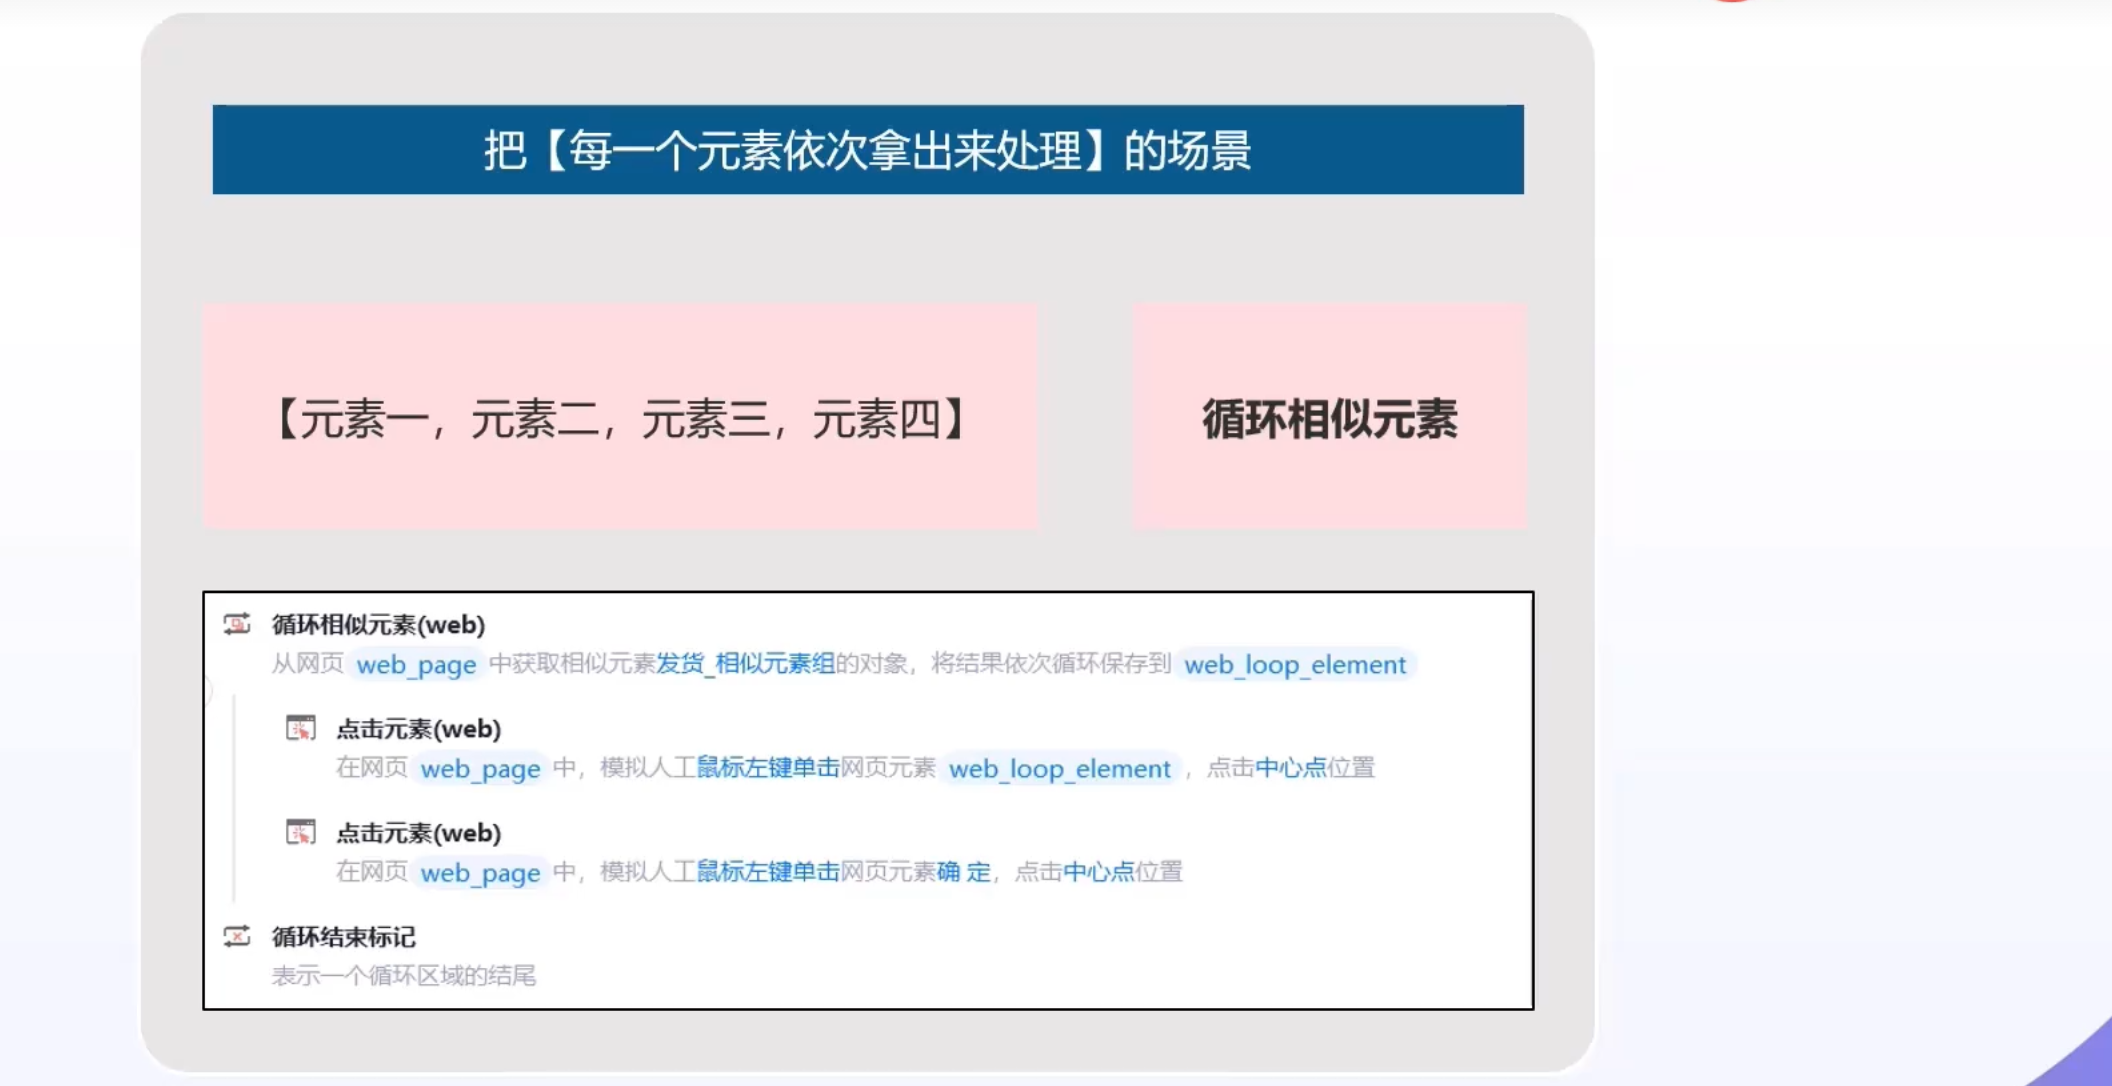 把【每一个元素依次拿出来处理】的场景
【元素一，元素二，元素三，元素四】
循环相似元素
循环相似元素(web)
从网页 web_page 中获取相似元素发货_相似元素组的对象，将结果依次循环保存到 web_loop_element
点击元素(web)
在网页 web_page 中，模拟人工鼠标左键单击网页元素 web_loop_element ，点击中心点位置
点击元素(web)
在网页 web_page 中，模拟人工鼠标左键单击网页元素确 定，点击中心点位置
循环结束标记
表示一个循环区域的结尾